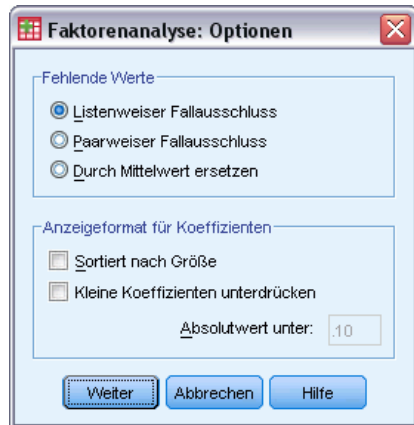 Faktorenanalyse: Optionen
Fehlende Werte
Listenweiser Fallausschluss
Paarweiser Fallausschluss
Durch Mittelwert ersetzen
Anzeigeformat für Koeffizienten
Sortiert nach Größe
Kleine Koeffizienten unterdrücken
Absolutwert unter: .10
Weiter Abbrechen Hilfe